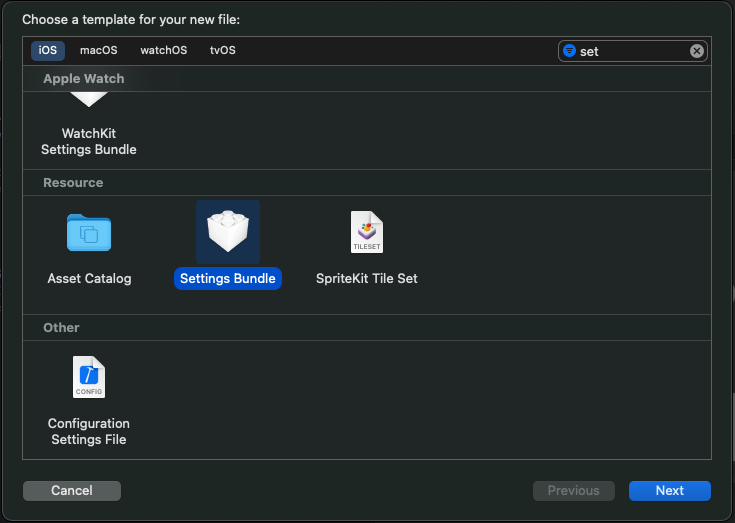 Choose a template for your new file:
iOS macOS watchOS tvOS set
Apple Watch
WatchKit
Settings Bundle
Resource
TILESET
Asset Catalog Settings Bundle SpriteKit Tile Set
Other
CONFIG
Configuration
Settings File
Cancel Previous Next